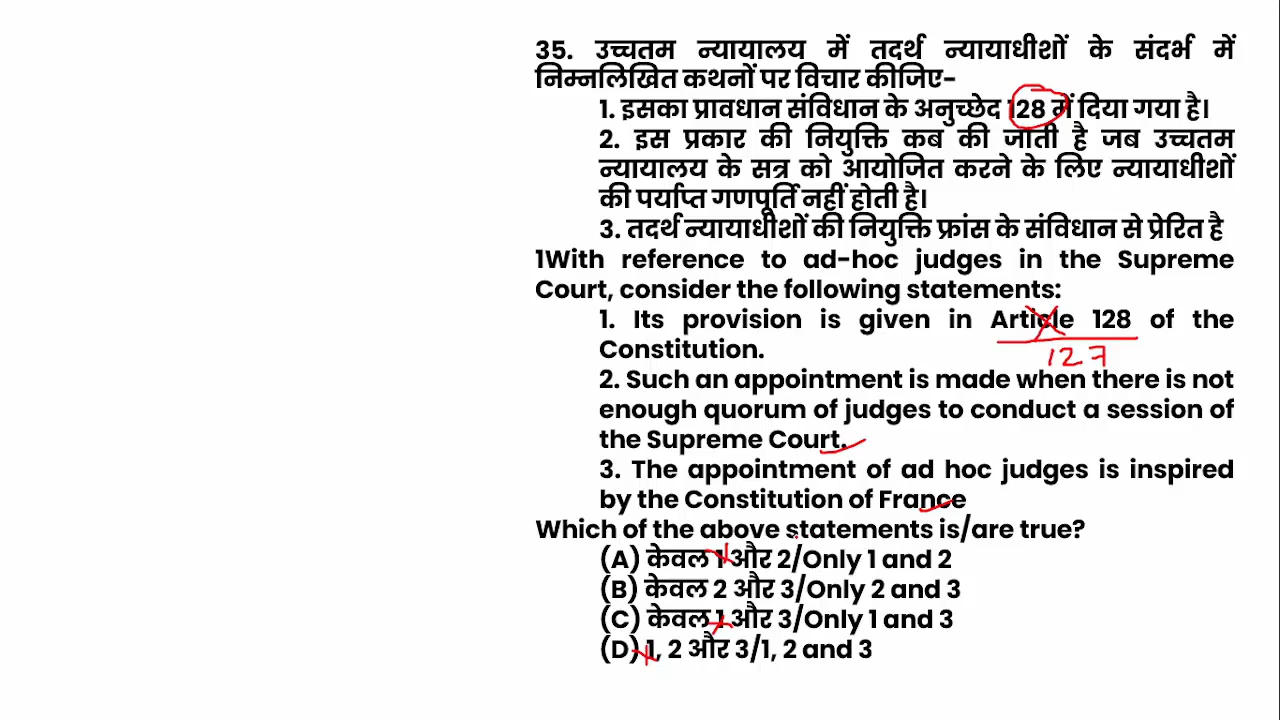 35. उच्चतम न्यायालय में तदर्थ न्यायाधीशों के संदर्भ में
निम्नलिखित कथनों पर विचार कीजिए-
1. इसका प्रावधान संविधान के अनुच्छेद 128 में दिया गया है।
2. इस प्रकार की नियुक्ति कब की जाती है जब उच्चतम
न्यायालय के सत्र को आयोजित करने के लिए न्यायाधीशों
की पर्याप्त गणपूर्ति नहीं होती है।
3. तदर्थ न्यायाधीशों की नियुक्ति फ्रांस के संविधान से प्रेरित है
1With reference to ad-hoc judges in the Supreme
Court, consider the following statements:
1. Its provision is given in Article 128 of the
Constitution.
127
2. Such an appointment is made when there is not
enough quorum of judges to conduct a session of
the Supreme Court.
3. The appointment of ad hoc judges is inspired
by the Constitution of France
Which of the above statements is/are true?
(A) केवल 1 और 2/Only 1 and 2
(B) केवल 2 और 3/Only 2 and 3
(C) केवल 1 और 3/Only 1 and 3
(D) 1, 2 और 3/1, 2 and 3